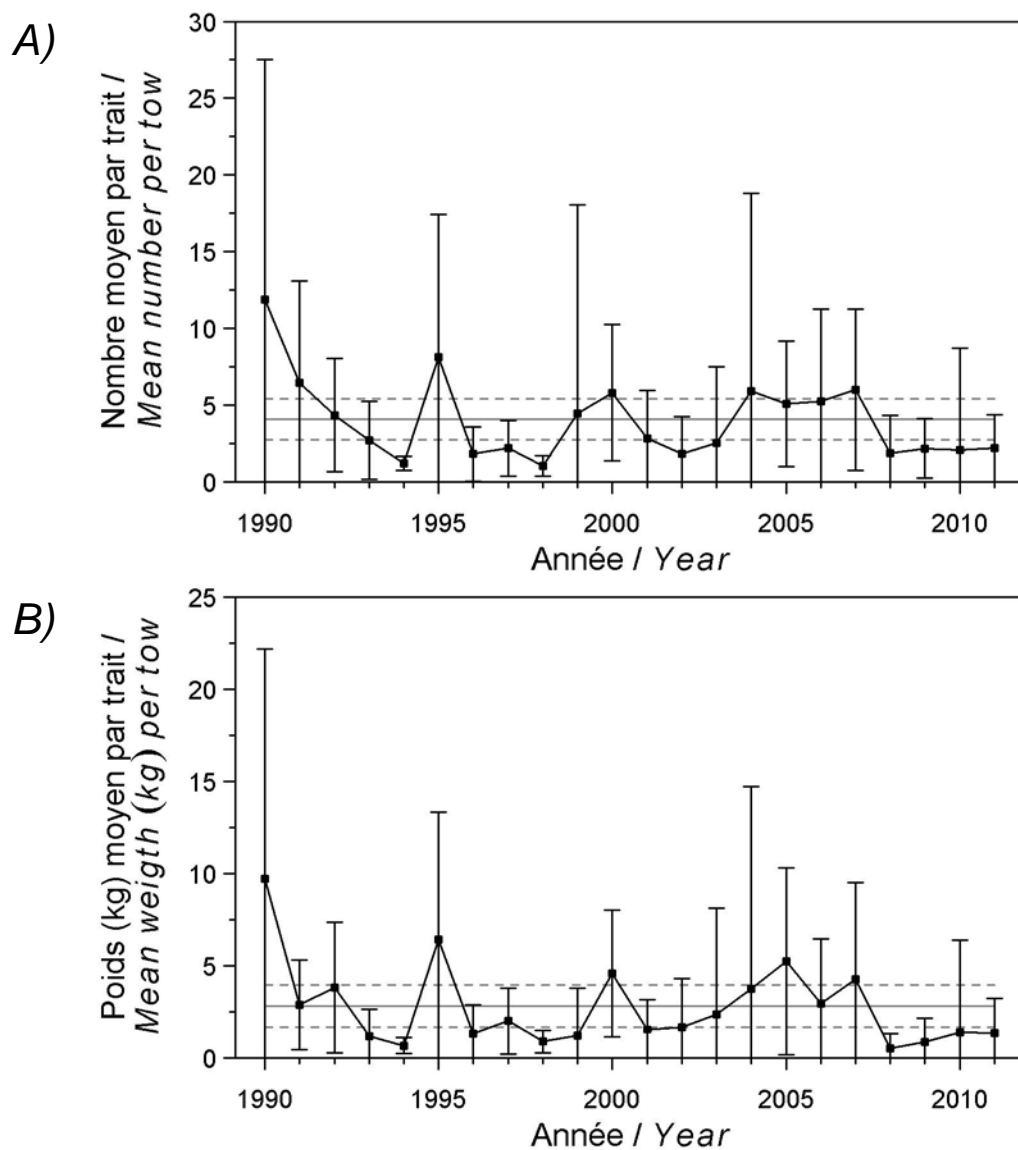 A)
Nombre moyen par trait /
Mean number per tow
30
25
20
15
10
5
0
1990 1995 2000 2005 2010
Année / Year
B)
Poids (kg) moyen par trait /
Mean weigth (kg) per tow
25
20
15
10
5
0
1990 1995 2000 2005 2010
Année / Year